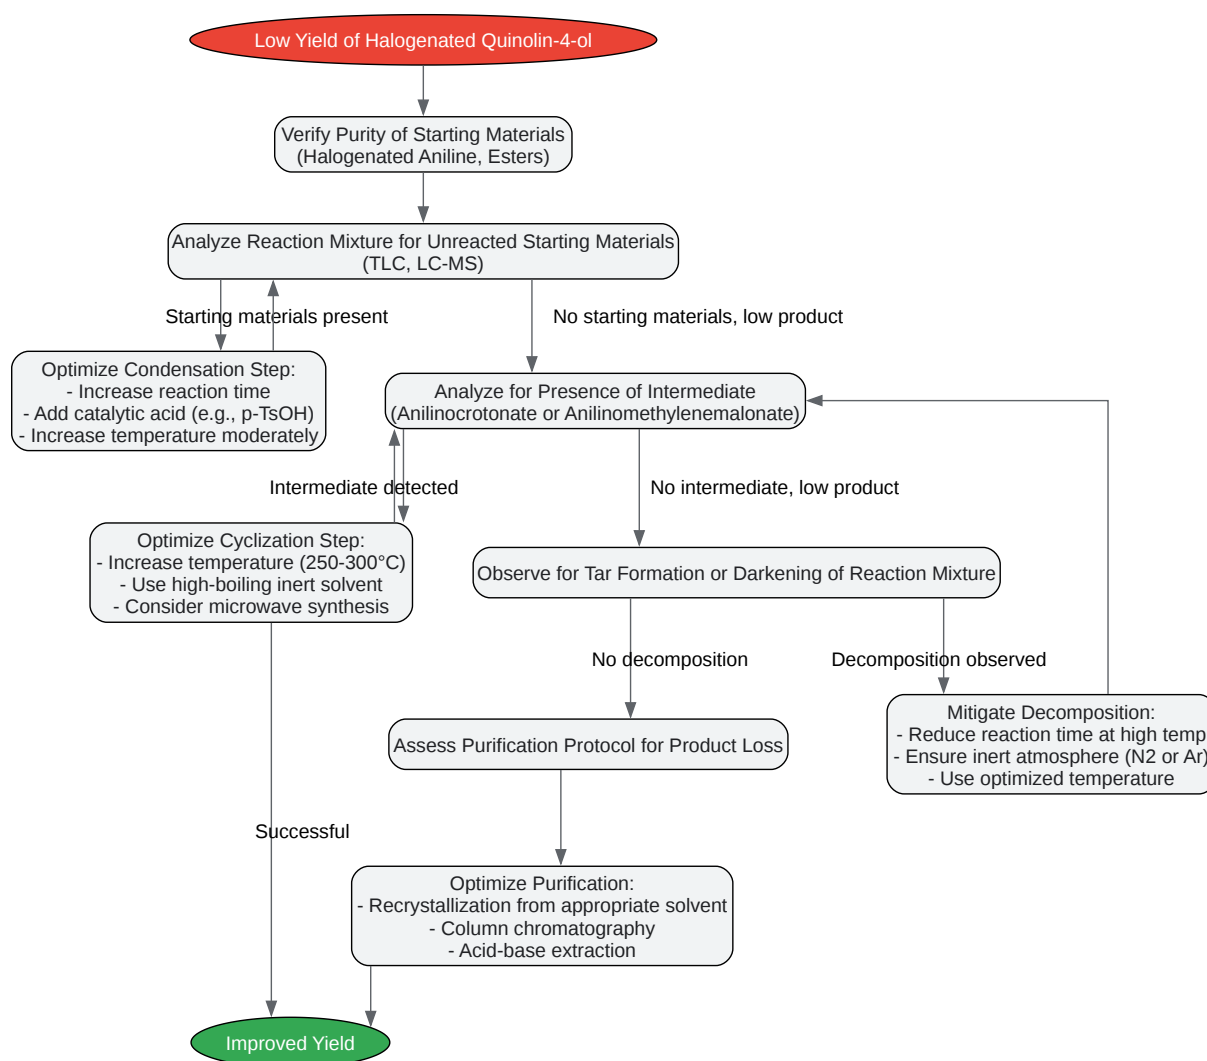 Low Yield of Halogenated Quinolin-4-ol
Verify Purity of Starting Materials
(Halogenated Aniline, Esters)
Analyze Reaction Mixture for Unreacted Starting Materials
(TLC, LC-MS)
Starting materials present
No starting materials, low product
Optimize Condensation Step:
- Increase reaction time
- Add catalytic acid (e.g., p-TsOH)
- Increase temperature moderately
Analyze for Presence of Intermediate
(Anilinocrotonate or Anilinomethylenemalonate)
Intermediate detected
No intermediate, low product
Optimize Cyclization Step:
- Increase temperature (250-300°C)
- Use high-boiling inert solvent
- Consider microwave synthesis
Observe for Tar Formation or Darkening of Reaction Mixture
No decomposition
Decomposition observed
Assess Purification Protocol for Product Loss
Mitigate Decomposition:
- Reduce reaction time at high temp
- Ensure inert atmosphere (N2 or Ar)
- Use optimized temperature
Successful
Optimize Purification:
- Recrystallization from appropriate solvent
- Column chromatography
- Acid-base extraction
Improved Yield